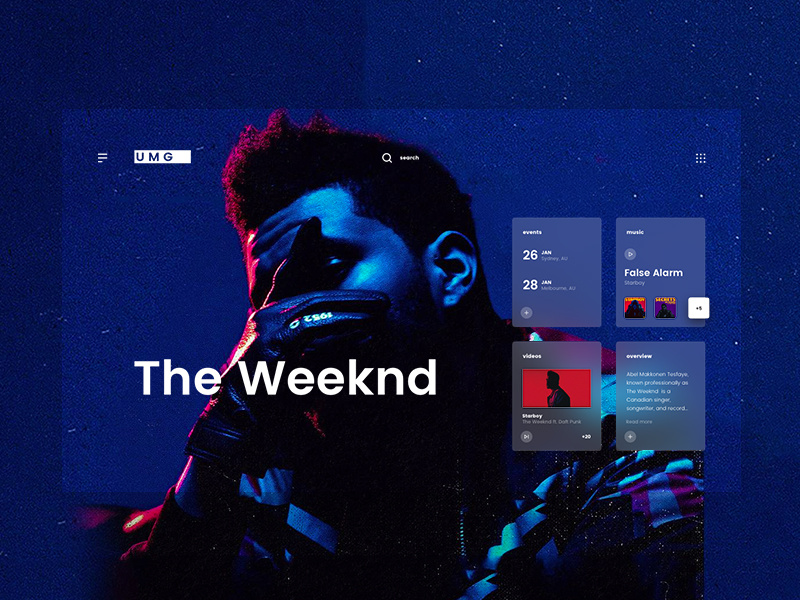 UMG
search
events
26 JAN
Sydney, AU
28 JAN
Melbourne, AU
music
False Alarm
Starboy
STARBOY
SECRETS
+5
1952
The Weeknd
videos
Starboy
The Weeknd ft. Daft Punk
+20
overview
Abel Makkonen Tesfaye,
known professionally as
The Weeknd is a
Canadian singer,
songwriter, and record...
Read more